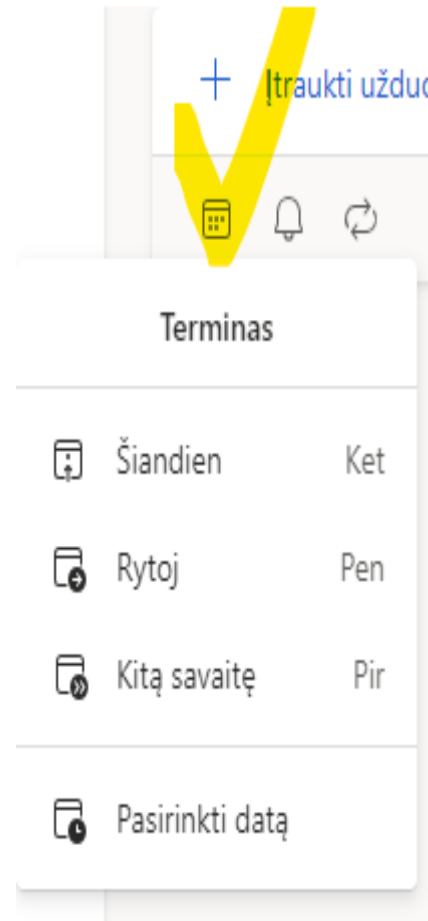 Įtraukti užduo
Terminas
Šiandien Ket
Rytoj Pen
Kitą savaitę Pir
Pasirinkti datą